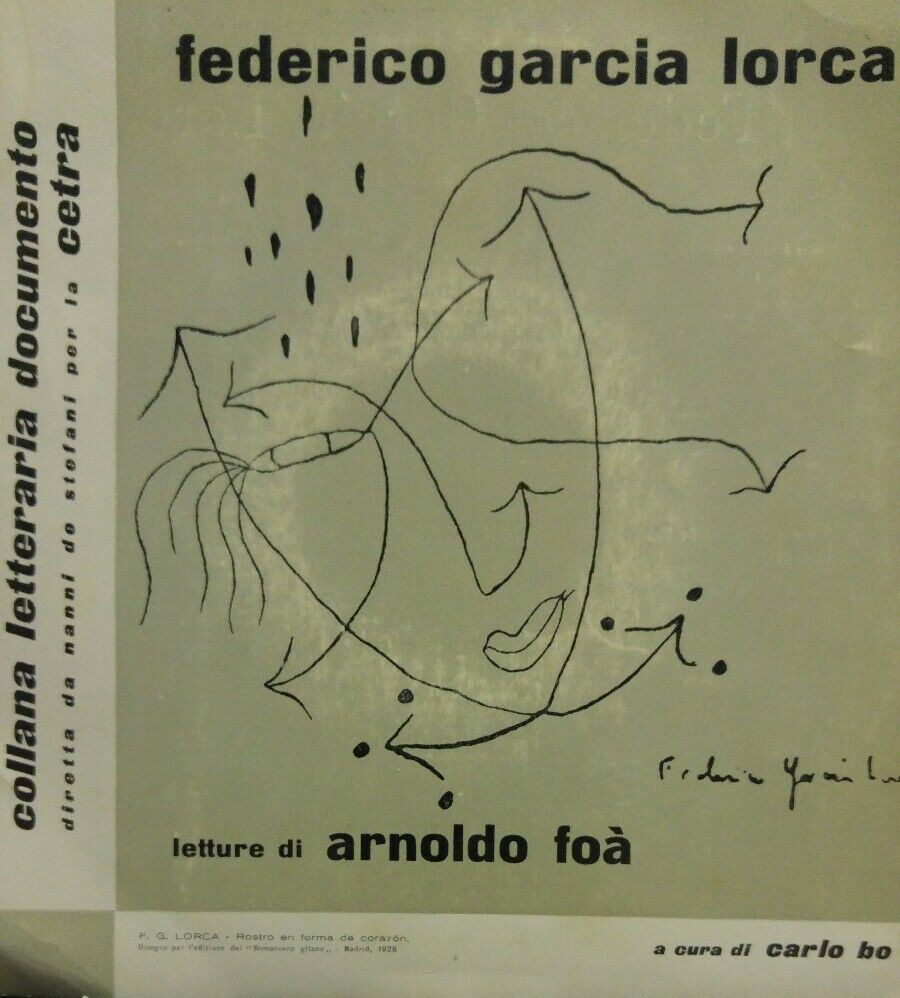 federico garcia lorca
collana letteraria documento
diretta da nanni de stefani per la cetra
letture di arnoldo foà
F. G. LORCA - Rostro en forma de corazón,
Disegno per l'edizione del "Romancero gitano„ - Madrid, 1928
a cura di carlo bo